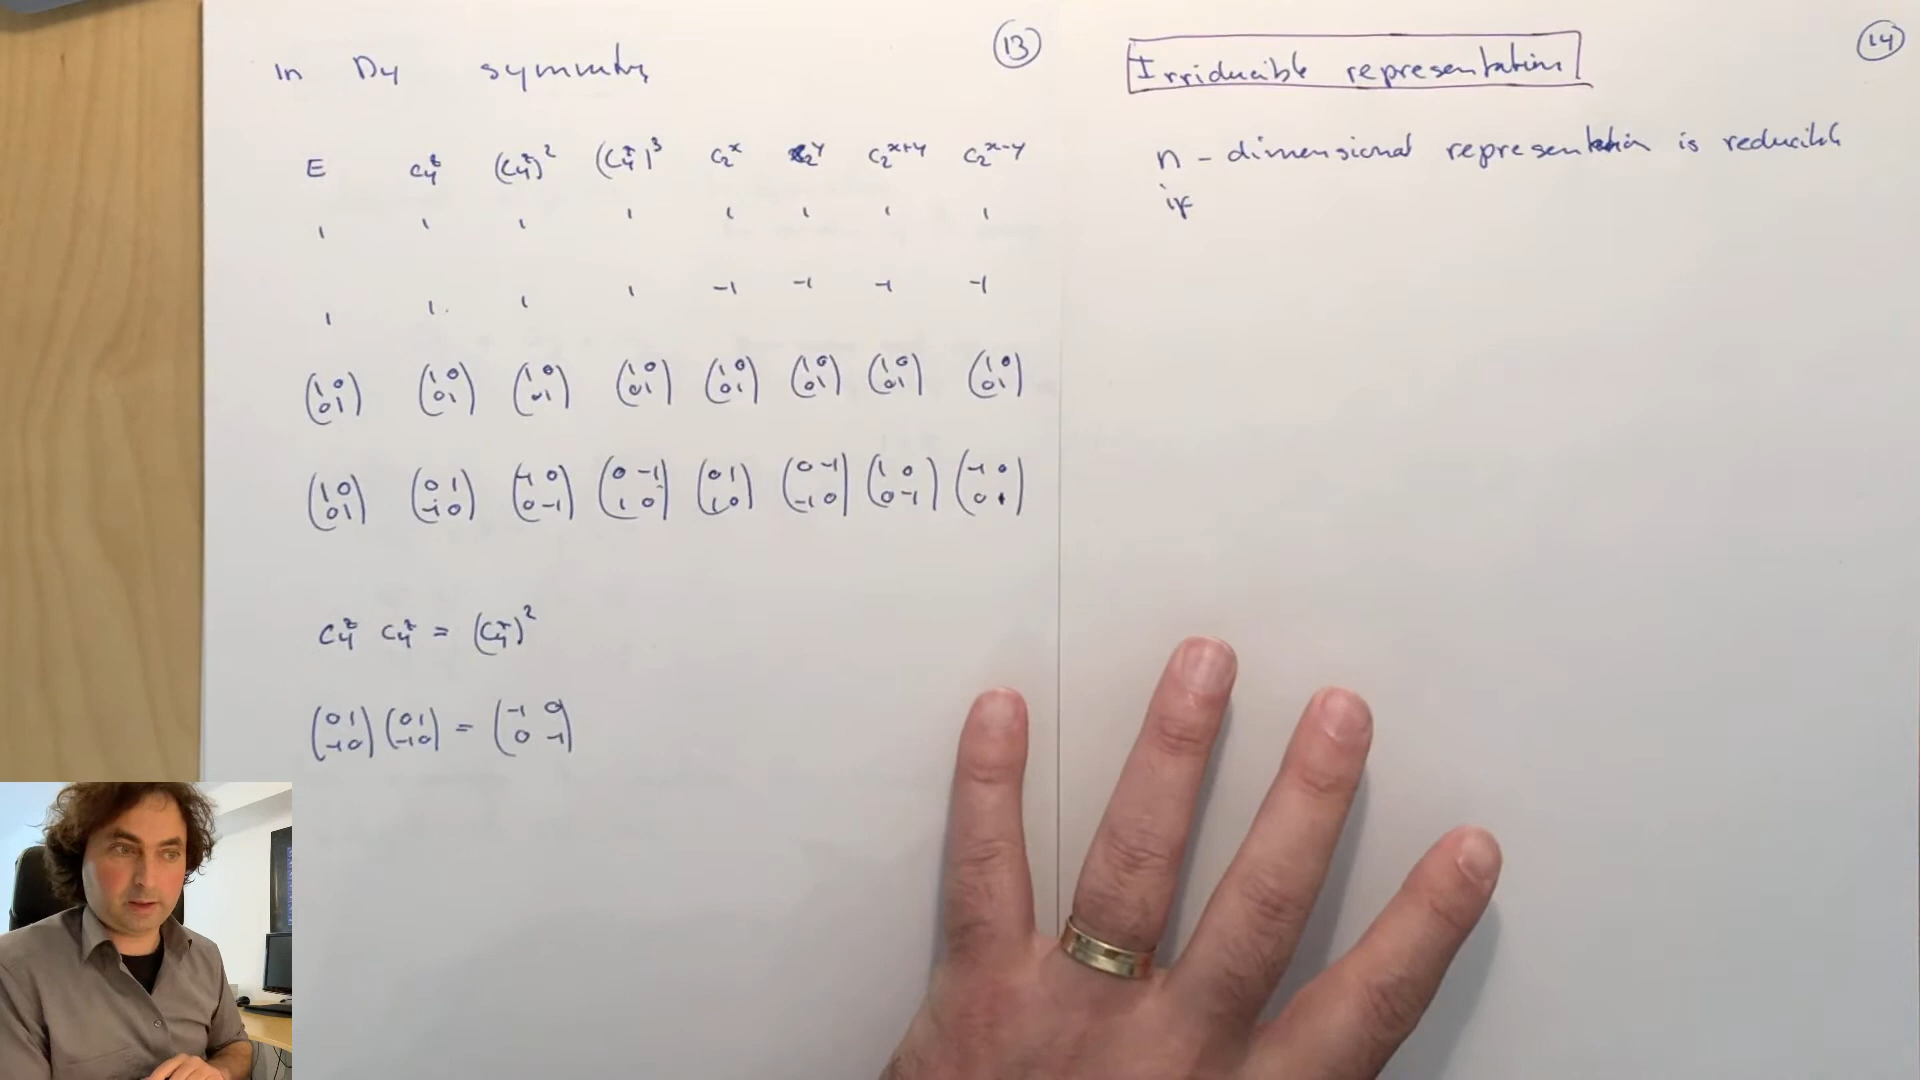 In D4 symmetry
13
E C4^z (C4^z)^2 (C4^z)^3 C2^x C2^y C2^x+y C2^x-y
1 1 1 1 1 1 1 1
1 1 1 1 -1 -1 -1 -1
(1 0 / 0 1) (1 0 / 0 1) (1 0 / 0 1) (1 0 / 0 1) (1 0 / 0 1) (1 0 / 0 1) (1 0 / 0 1) (1 0 / 0 1)
(1 0 / 0 1) (0 1 / -1 0) (-1 0 / 0 -1) (0 -1 / 1 0) (0 1 / 1 0) (0 -1 / -1 0) (1 0 / 0 -1) (-1 0 / 0 1)
C4^z C4^z = (C4^z)^2
(0 1 / -1 0) (0 1 / -1 0) = (-1 0 / 0 -1)
14
Irriducible representation
n - dimensional representation is reducible
if